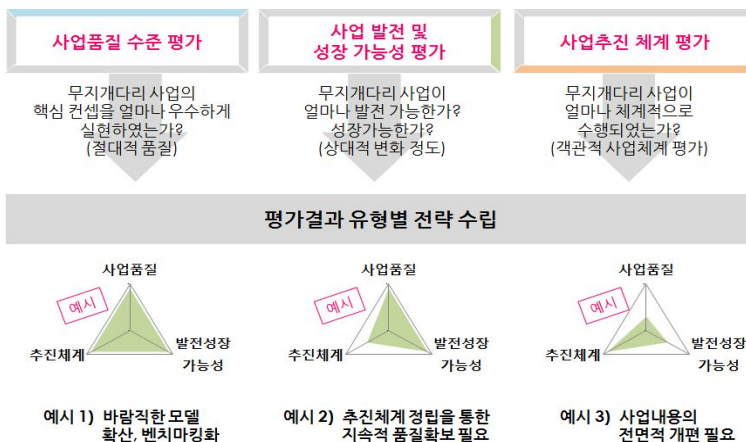 사업품질 수준 평가
사업 발전 및
성장 가능성 평가
사업추진 체계 평가
무지개다리 사업의
핵심 컨셉을 얼마나 우수하게
실현하였는가?
(절대적 품질)
무지개다리 사업이
얼마나 발전 가능한가?
성장가능한가?
(상대적 변화 정도)
무지개다리 사업이
얼마나 체계적으로
수행되었는가?
(객관적 사업체계 평가)
평가결과 유형별 전략 수립
사업품질
예시
추진체계
발전성장
가능성
사업품질
예시
추진체계
발전성장
가능성
사업품질
예시
추진체계
발전성장
가능성
예시 1) 바람직한 모델
확산, 벤치마킹화
예시 2) 추진체계 정립을 통한
지속적 품질확보 필요
예시 3) 사업내용의
전면적 개편 필요